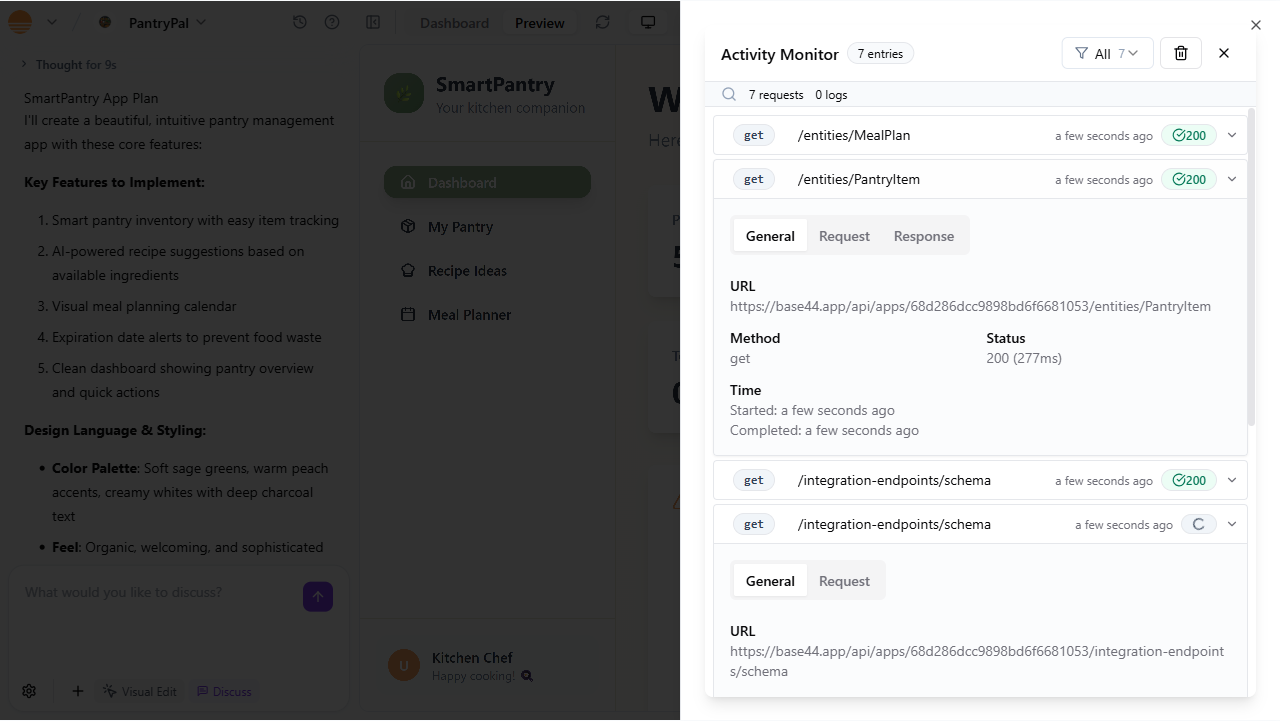 PantryPal
Dashboard
Preview
Thought for 9s
SmartPantry App Plan
I'll create a beautiful, intuitive pantry management
app with these core features:
Key Features to Implement:
1. Smart pantry inventory with easy item tracking
2. AI-powered recipe suggestions based on
available ingredients
3. Visual meal planning calendar
4. Expiration date alerts to prevent food waste
5. Clean dashboard showing pantry overview
and quick actions
Design Language & Styling:
• Color Palette: Soft sage greens, warm peach
accents, creamy whites with deep charcoal
text
• Feel: Organic, welcoming, and sophisticated
What would you like to discuss?
Visual Edit
Discuss
SmartPantry
Your kitchen companion
Dashboard
My Pantry
Recipe Ideas
Meal Planner
U
Kitchen Chef
Happy cooking!
Activity Monitor
7 entries
All 7
7 requests 0 logs
get /entities/MealPlan a few seconds ago 200
get /entities/PantryItem a few seconds ago 200
General Request Response
URL
https://base44.app/api/apps/68d286dcc9898bd6f6681053/entities/PantryItem
Method Status
get 200 (277ms)
Time
Started: a few seconds ago
Completed: a few seconds ago
get /integration-endpoints/schema a few seconds ago 200
get /integration-endpoints/schema a few seconds ago
General Request
URL
https://base44.app/api/apps/68d286dcc9898bd6f6681053/integration-endpoint
s/schema